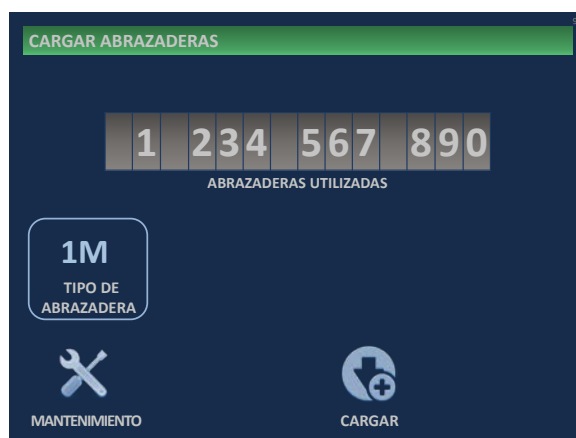 CARGAR ABRAZADERAS
1 234 567 890
ABRAZADERAS UTILIZADAS
1M
TIPO DE
ABRAZADERA
MANTENIMIENTO
CARGAR